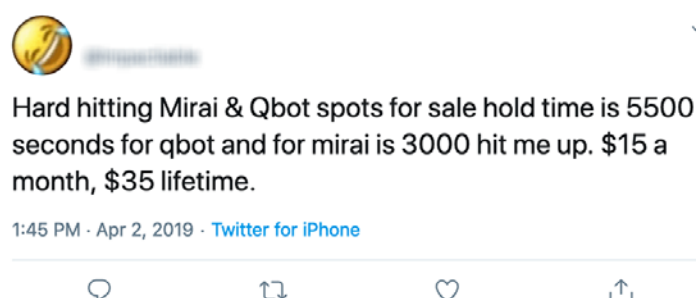 Hard hitting Mirai & Qbot spots for sale hold time is 5500
seconds for qbot and for mirai is 3000 hit me up. $15 a
month, $35 lifetime.
1:45 PM · Apr 2, 2019 · Twitter for iPhone